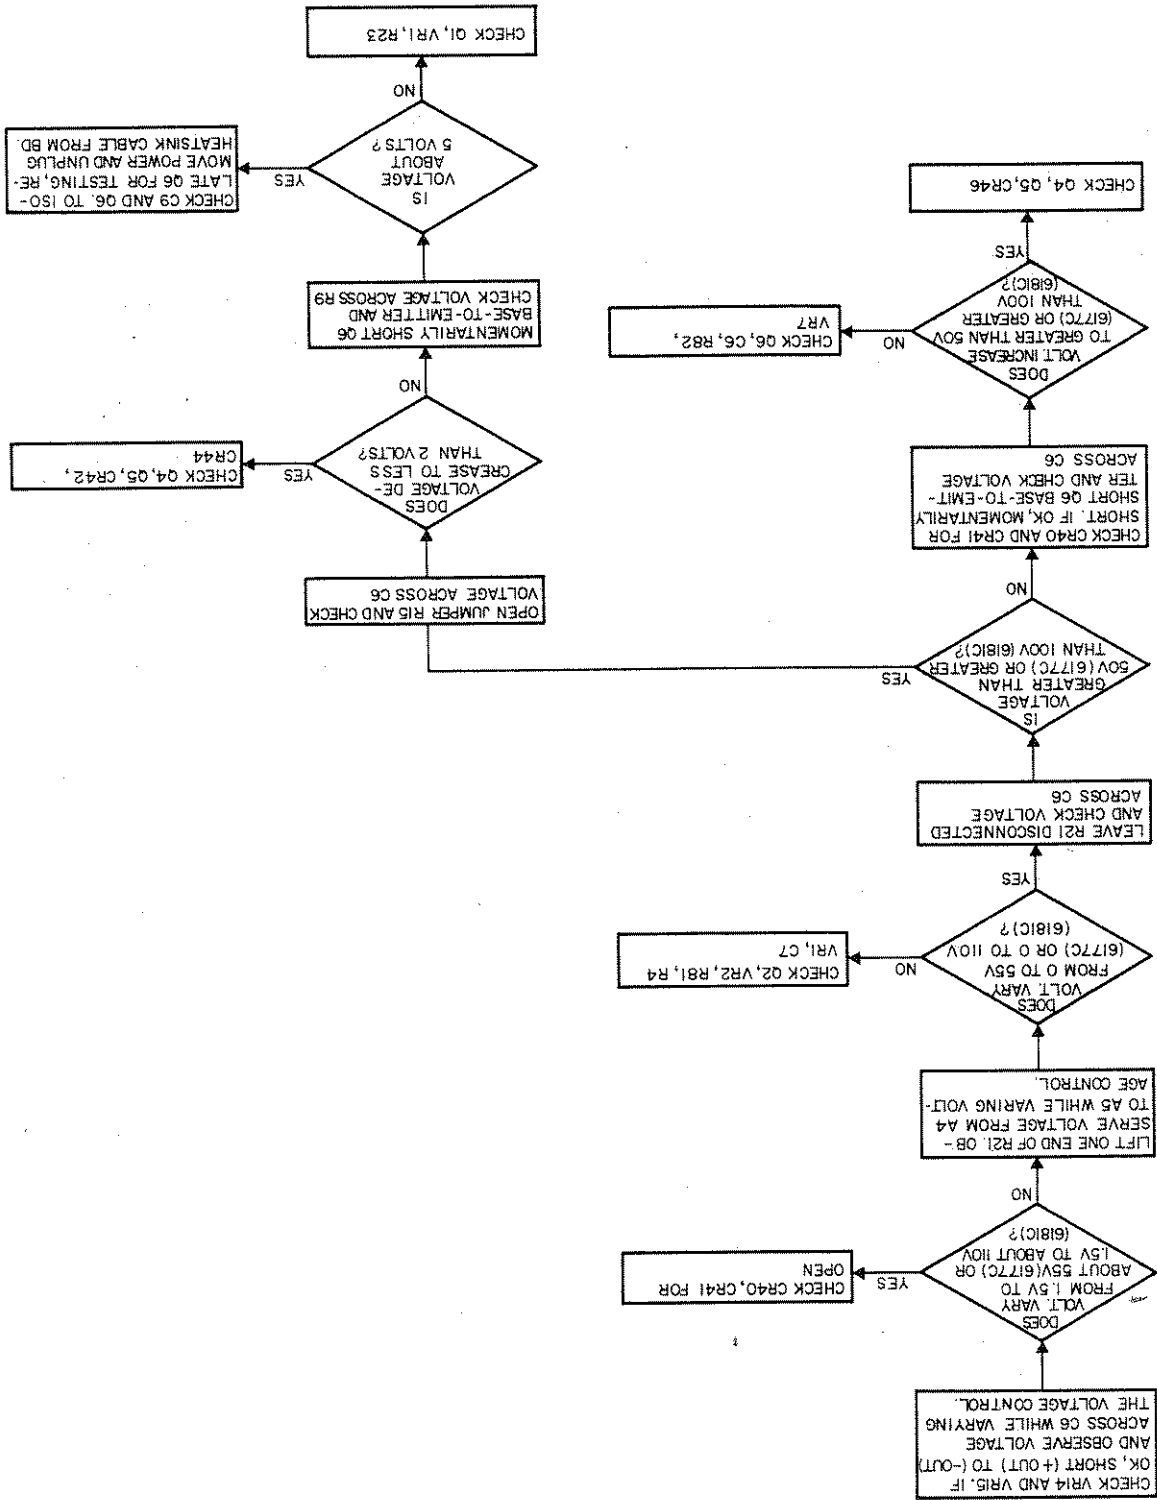 CHECK VR14 AND VR15. IF
OK, SHORT (+OUT) TO (-OUT)
AND OBSERVE VOLTAGE
ACROSS C6 WHILE VARYING
THE VOLTAGE CONTROL.
DOES
VOLT. VARY
FROM 1.5V TO
ABOUT 55V(6177C) OR
1.5V TO ABOUT 110V
(6181C)?
YES
CHECK CR40, CR41 FOR
OPEN
NO
LIFT ONE END OF R21. OB-
SERVE VOLTAGE FROM A4
TO A5 WHILE VARING VOLT-
AGE CONTROL.
DOES
VOLT. VARY
FROM 0 TO 55V
(6177C) OR 0 TO 110V
(6181C)?
NO
CHECK Q2, VR2, R81, R4
VR1, C7
YES
LEAVE R21 DISCONNECTED
AND CHECK VOLTAGE
ACROSS C6
IS
VOLTAGE
GREATER THAN
50V (6177C) OR GREATER
THAN 100V (6181C)?
YES
NO
CHECK CR40 AND CR41 FOR
SHORT. IF OK, MOMENTARILY
SHORT Q6 BASE-TO-EMIT-
TER AND CHECK VOLTAGE
ACROSS C6
DOES
VOLT. INCREASE
TO GREATER THAN 50V
(6177C) OR GREATER
THAN 100V
(6181C)?
NO
CHECK Q6, C6, R82,
VR7
YES
CHECK Q4, Q5, CR46
OPEN JUMPER R15 AND CHECK
VOLTAGE ACROSS C6
DOES
VOLTAGE DE-
CREASE TO LESS
THAN 2 VOLTS?
YES
CHECK Q4, Q5, CR42,
CR44
NO
MOMENTARILY SHORT Q6
BASE-TO-EMITTER AND
CHECK VOLTAGE ACROSS R9
IS
VOLTAGE
ABOUT
5 VOLTS?
YES
CHECK C9 AND Q6. TO ISO-
LATE Q6 FOR TESTING, RE-
MOVE POWER AND UNPLUG
HEATSINK CABLE FROM BD.
NO
CHECK Q1, VR1, R23